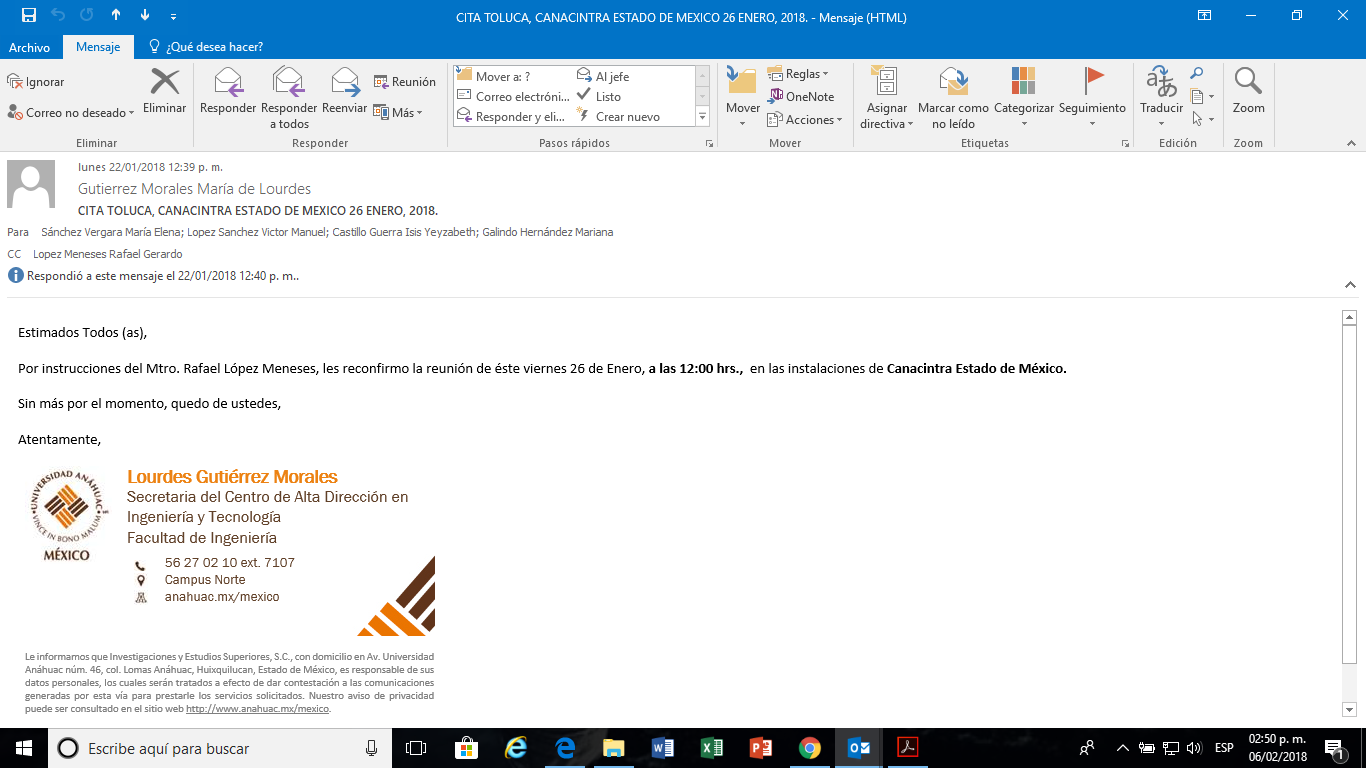 CITA TOLUCA, CANACINTRA ESTADO DE MEXICO 26 ENERO, 2018. - Mensaje (HTML)
Archivo Mensaje ¿Qué desea hacer?
Ignorar
Correo no deseado
Eliminar
Eliminar
Responder
Responder a todos
Reenviar
Reunión
Más
Responder
Mover a: ?
Correo electróni...
Responder y eli...
Al jefe
Listo
Crear nuevo
Pasos rápidos
Mover
Reglas
OneNote
Acciones
Mover
Asignar directiva
Marcar como no leído
Categorizar
Seguimiento
Etiquetas
Traducir
Edición
Zoom
Zoom
lunes 22/01/2018 12:39 p. m.
Gutierrez Morales María de Lourdes
CITA TOLUCA, CANACINTRA ESTADO DE MEXICO 26 ENERO, 2018.
Para Sánchez Vergara María Elena; Lopez Sanchez Victor Manuel; Castillo Guerra Isis Yeyzabeth; Galindo Hernández Mariana
CC Lopez Meneses Rafael Gerardo
Respondió a este mensaje el 22/01/2018 12:40 p. m..
Estimados Todos (as),
Por instrucciones del Mtro. Rafael López Meneses, les reconfirmo la reunión de éste viernes 26 de Enero, a las 12:00 hrs., en las instalaciones de Canacintra Estado de México.
Sin más por el momento, quedo de ustedes,
Atentamente,
UNIVERSIDAD ANÁHUAC
VINCE IN BONO MALUM
MÉXICO
Lourdes Gutiérrez Morales
Secretaria del Centro de Alta Dirección en
Ingeniería y Tecnología
Facultad de Ingeniería
56 27 02 10 ext. 7107
Campus Norte
anahuac.mx/mexico
Le informamos que Investigaciones y Estudios Superiores, S.C., con domicilio en Av. Universidad
Anáhuac núm. 46, col. Lomas Anáhuac, Huixquilucan, Estado de México, es responsable de sus
datos personales, los cuales serán tratados a efecto de dar contestación a las comunicaciones
generadas por esta vía para prestarle los servicios solicitados. Nuestro aviso de privacidad
puede ser consultado en el sitio web http://www.anahuac.mx/mexico.
Escribe aquí para buscar
ESP
02:50 p. m.
06/02/2018
1